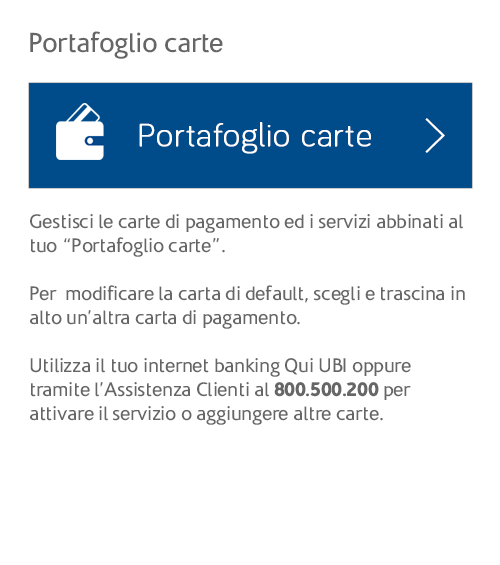 Portafoglio carte
Portafoglio carte
Gestisci le carte di pagamento ed i servizi abbinati al
tuo “Portafoglio carte”.
Per  modificare la carta di default, scegli e trascina in
alto un’altra carta di pagamento.
Utilizza il tuo internet banking Qui UBI oppure
tramite l’Assistenza Clienti al 800.500.200 per
attivare il servizio o aggiungere altre carte.